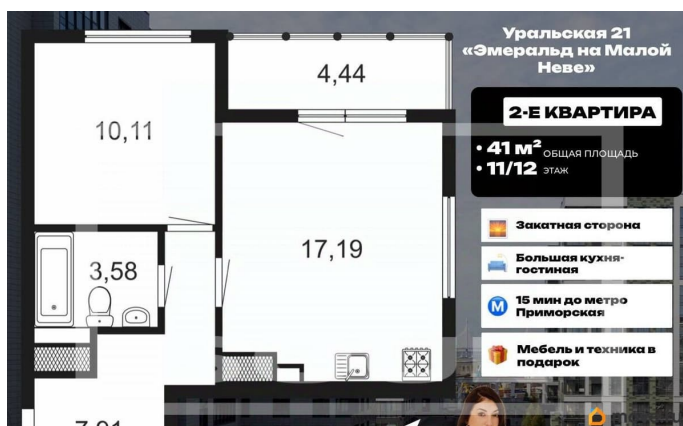 Уральская 21
«Эмеральд на Малой
Неве»
2-Е КВАРТИРА
• 41 м² ОБЩАЯ ПЛОЩАДЬ
• 11/12 ЭТАЖ
Закатная сторона
Большая кухня-
гостиная
15 мин до метро
Приморская
Мебель и техника в
подарок
4,44
10,11
17,19
3,58